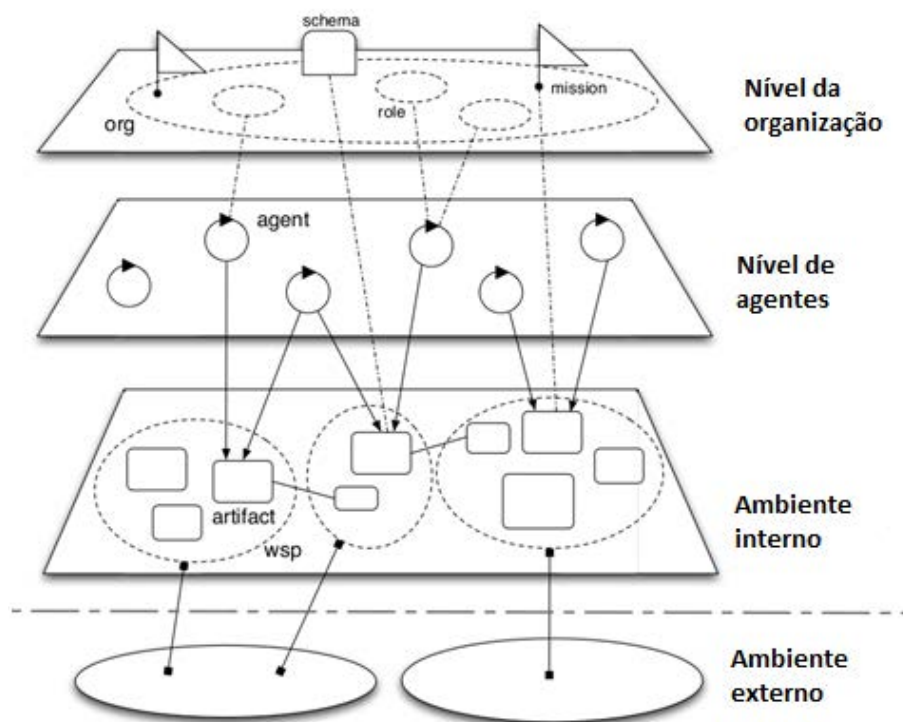 schema
mission
role
org
Nível da
organização
agent
Nível de
agentes
artifact
wsp
Ambiente
interno
Ambiente
externo